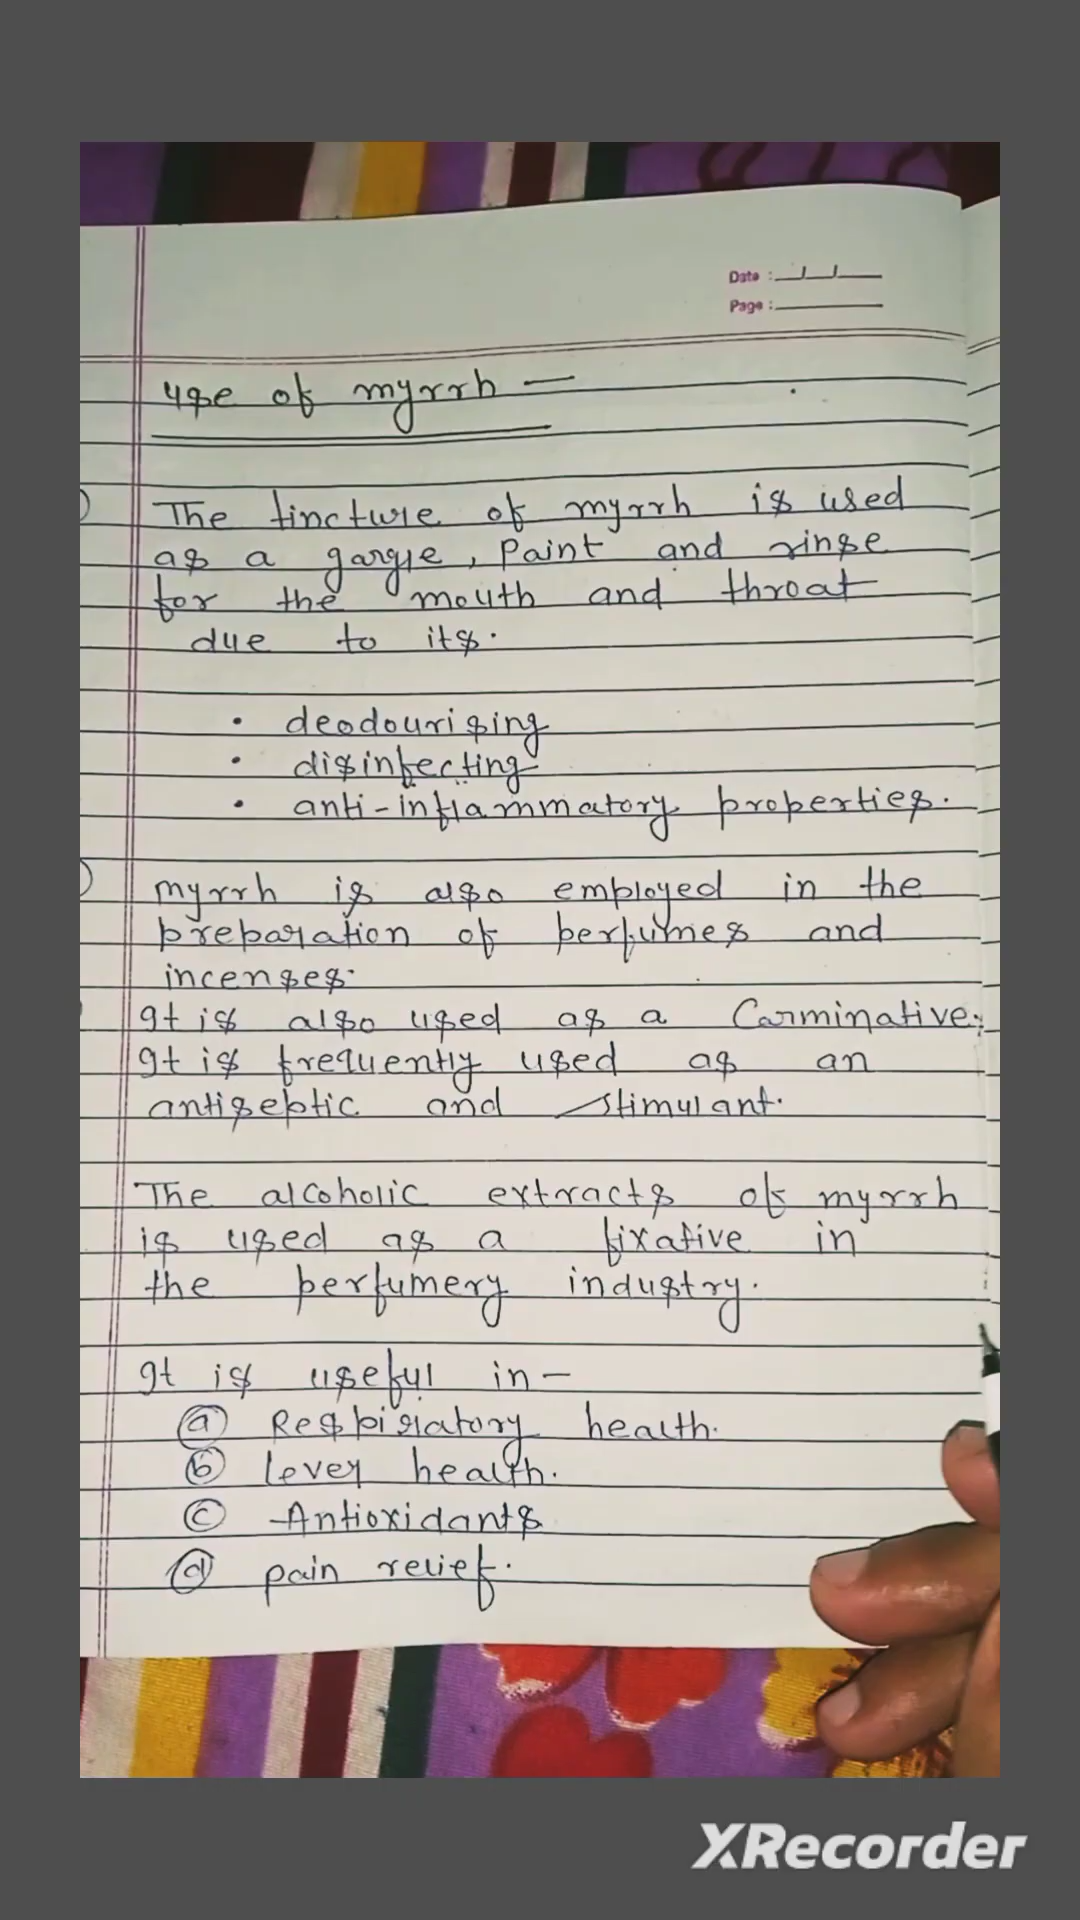 Date :
Page :
use of myrrh —
The tincture of myrrh is used
as a gargle, Paint and rinse
for the mouth and throat
due to its.
• deodourising
• disinfecting
• anti-inflammatory properties.
myrrh is also employed in the
preparation of perfumes and
incenses.
It is also used as a Carminative.
It is frequently used as an
antiseptic and stimulant.
The alcoholic extracts of myrrh
is used as a fixative in
the perfumery industry.
It is useful in —
(a) Respiratory health.
(b) Lever health.
(c) Antioxidants
(d) pain relief.
XRecorder